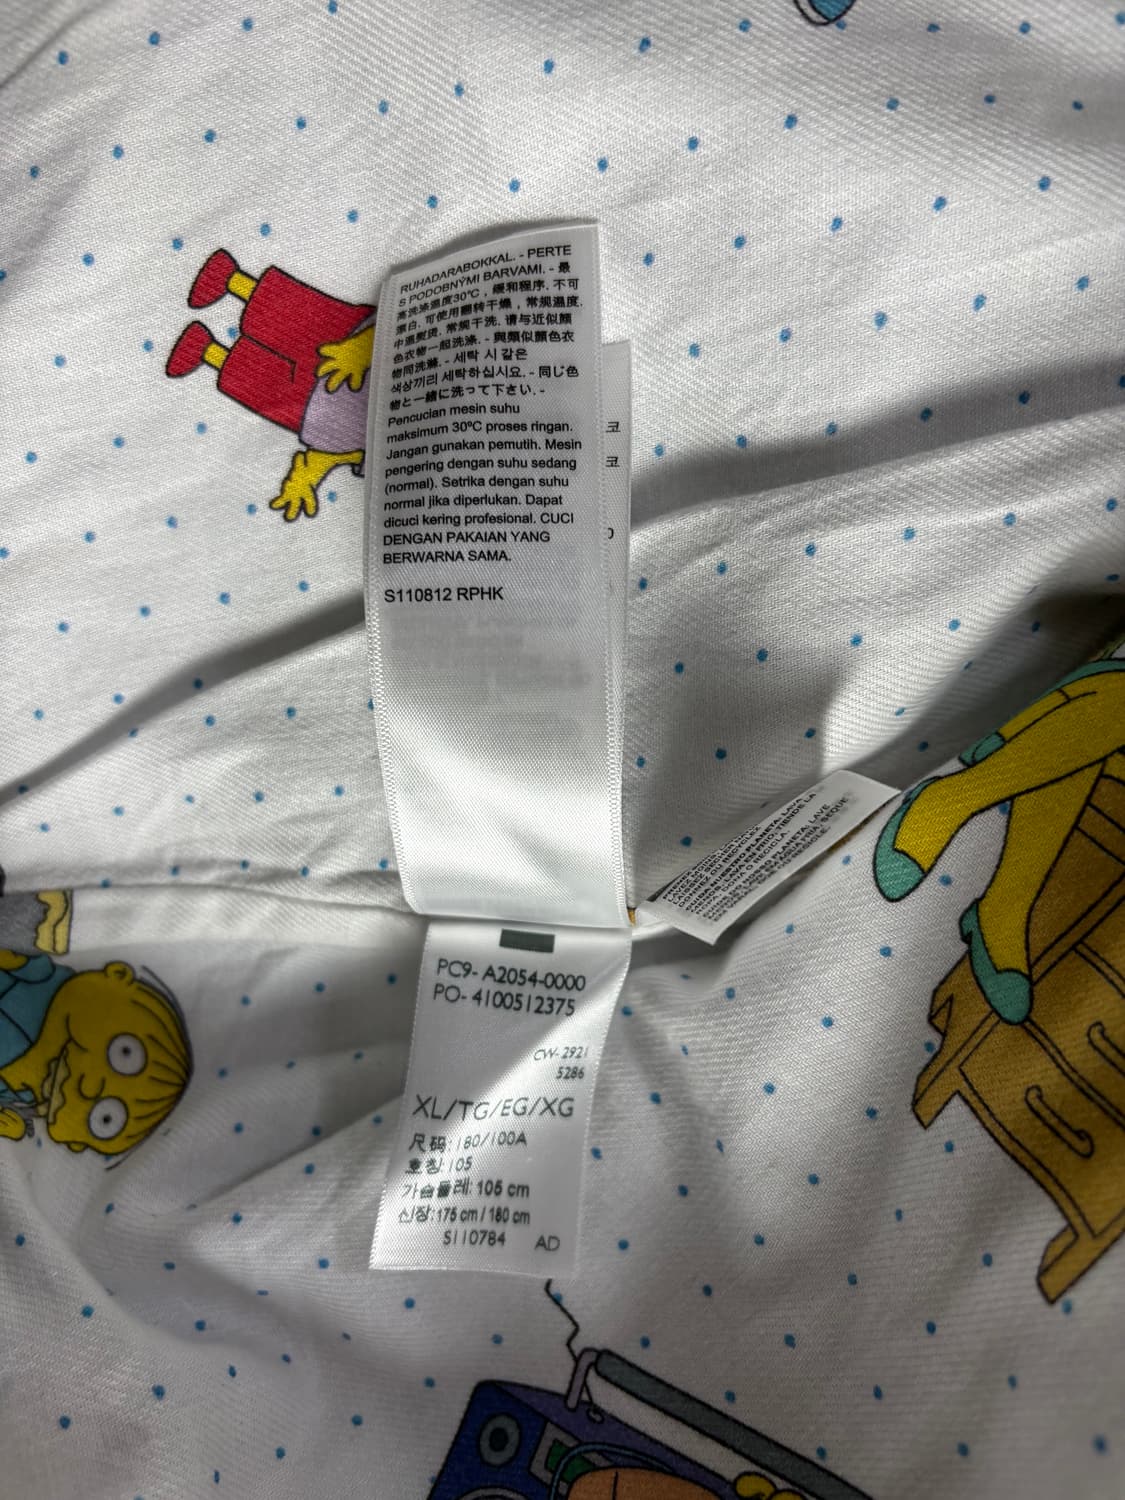 RUHADARABOKKAL. - PERTE
S PODOBNÝMI BARVAMI. - 最
高洗涤温度30°C，缓和程序. 不可
漂白. 可使用翻转干燥，常规温度.
中温熨烫. 常规干洗. 请与近似颜
色衣物一起洗涤. - 與類似顏色衣
物同洗滌. - 세탁 시 같은
색상끼리 세탁하십시요. - 同じ色
物と一緒に洗って下さい. -
Pencucian mesin suhu
maksimum 30ºC proses ringan.
Jangan gunakan pemutih. Mesin
pengering dengan suhu sedang
(normal). Setrika dengan suhu
normal jika diperlukan. Dapat
dicuci kering profesional. CUCI
DENGAN PAKAIAN YANG
BERWARNA SAMA.
S110812 RPHK
코
코
PC9- A2054-0000
PO- 4100512375
CW- 2921
5286
XL/TG/EG/XG
尺码: 180/100A
호칭: 105
가슴둘레: 105 cm
신장: 175 cm / 180 cm
S110784 AD